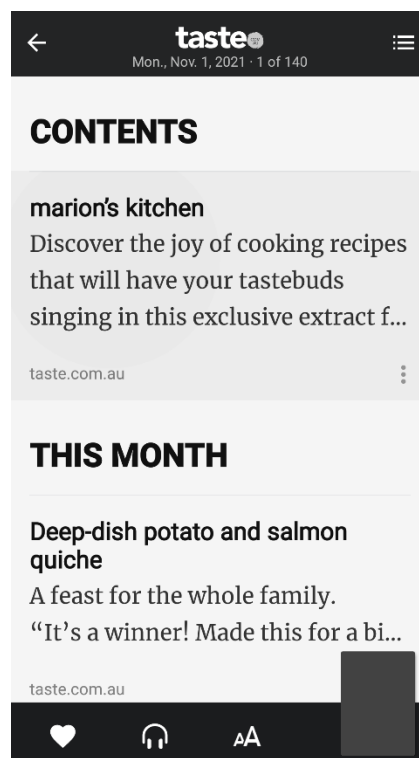 taste
Mon., Nov. 1, 2021 · 1 of 140
CONTENTS
marion's kitchen
Discover the joy of cooking recipes
that will have your tastebuds
singing in this exclusive extract f...
taste.com.au
THIS MONTH
Deep-dish potato and salmon
quiche
A feast for the whole family.
“It’s a winner! Made this for a bi...
taste.com.au
AA